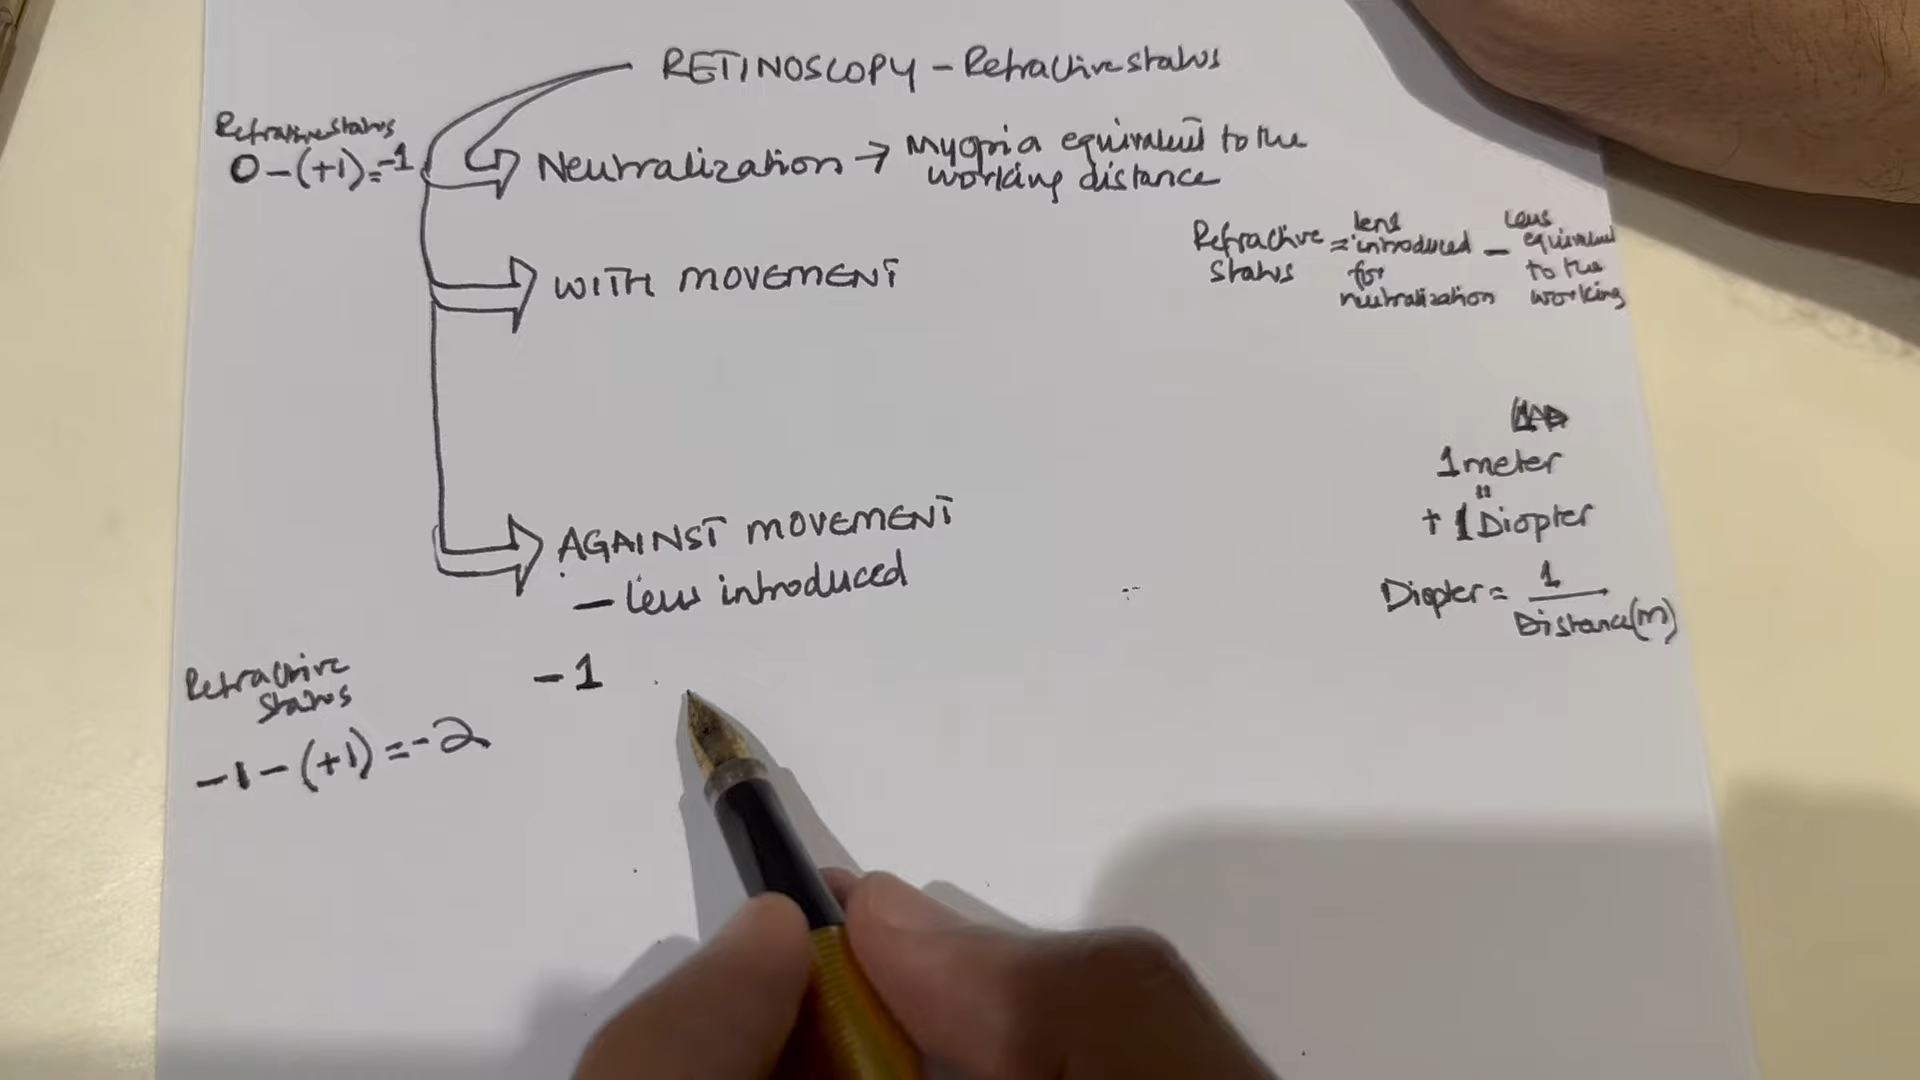 RETINOSCOPY - Refractive status
Refractive status
0 - (+1) = -1
Neutralization → Myopia equivalent to the
working distance
Refractive status = lens introduced for neutralization - Lens equivalent to the working
WITH MOVEMENT
1 meter
"
+ 1 Diopter
Diopter = 1
Distance (m)
AGAINST MOVEMENT
- lens introduced
- 1
Refractive
status
-1 - (+1) = -2